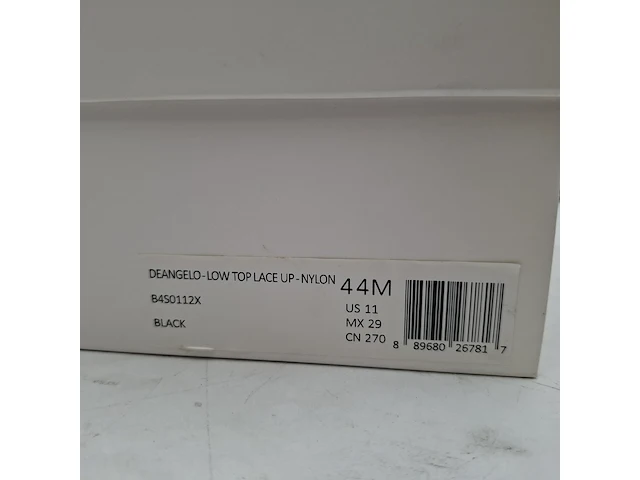 DEANGELO-LOW TOP LACE UP-NYLON
B4S0112X
BLACK
44M
US 11
MX 29
CN 270
8 89680 26781 7